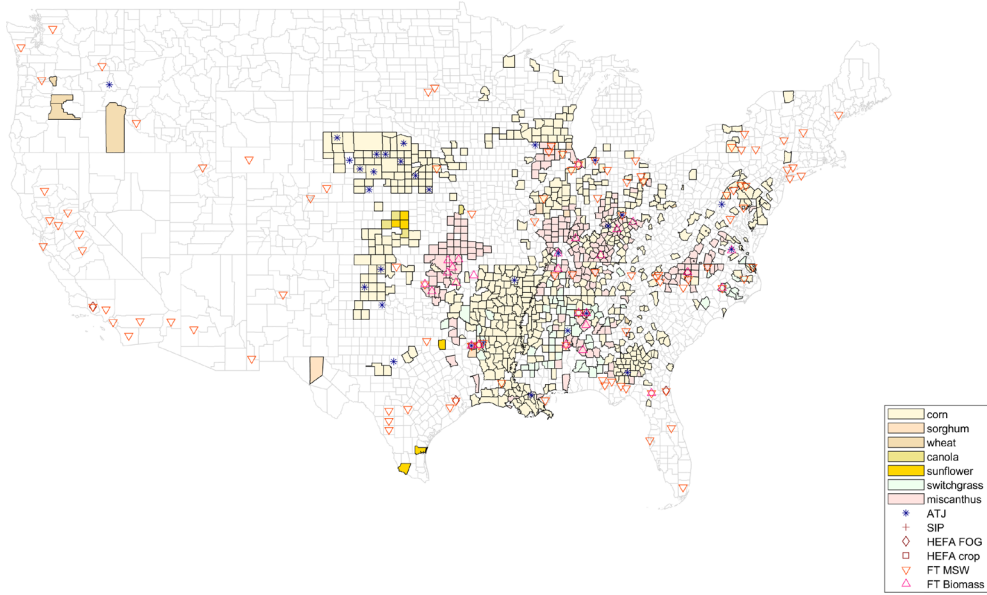 corn
sorghum
wheat
canola
sunflower
switchgrass
miscanthus
ATJ
SIP
HEFA FOG
HEFA crop
FT MSW
FT Biomass